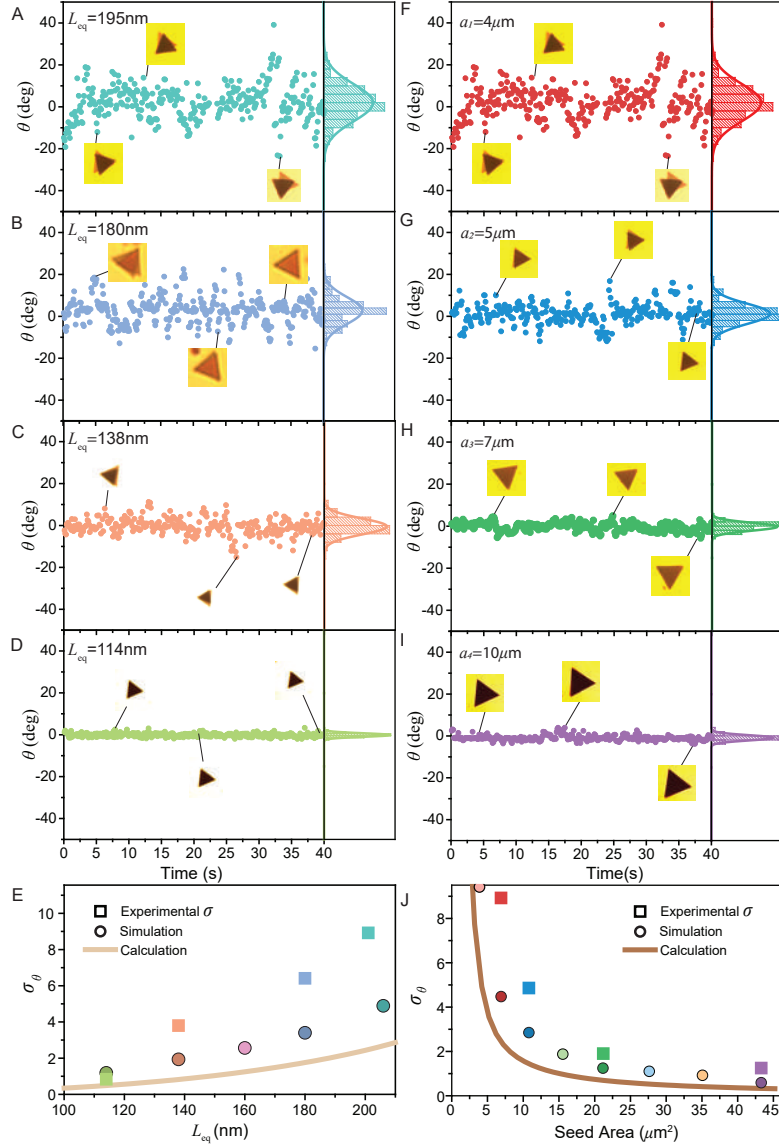 A
L_eq=195nm
40
20
0
-20
-40
θ (deg)
B
L_eq=180nm
40
20
0
-20
-40
θ (deg)
C
L_eq=138nm
40
20
0
-20
-40
θ (deg)
D
L_eq=114nm
40
20
0
-20
-40
θ (deg)
0 5 10 15 20 25 30 35 40
Time (s)
E
Experimental σ
Simulation
Calculation
10
8
6
4
2
0
σ_θ
100 120 140 160 180 200
L_eq (nm)
F
a₁=4μm
40
20
0
-20
-40
θ (deg)
G
a₂=5μm
40
20
0
-20
-40
θ (deg)
H
a₃=7μm
40
20
0
-20
-40
θ (deg)
I
a₄=10μm
40
20
0
-20
-40
θ (deg)
0 5 10 15 20 25 30 35 40
Time(s)
J
Experimental σ
Simulation
Calculation
8
6
4
2
0
σ_θ
0 5 10 15 20 25 30 35 40 45
Seed Area (μm²)